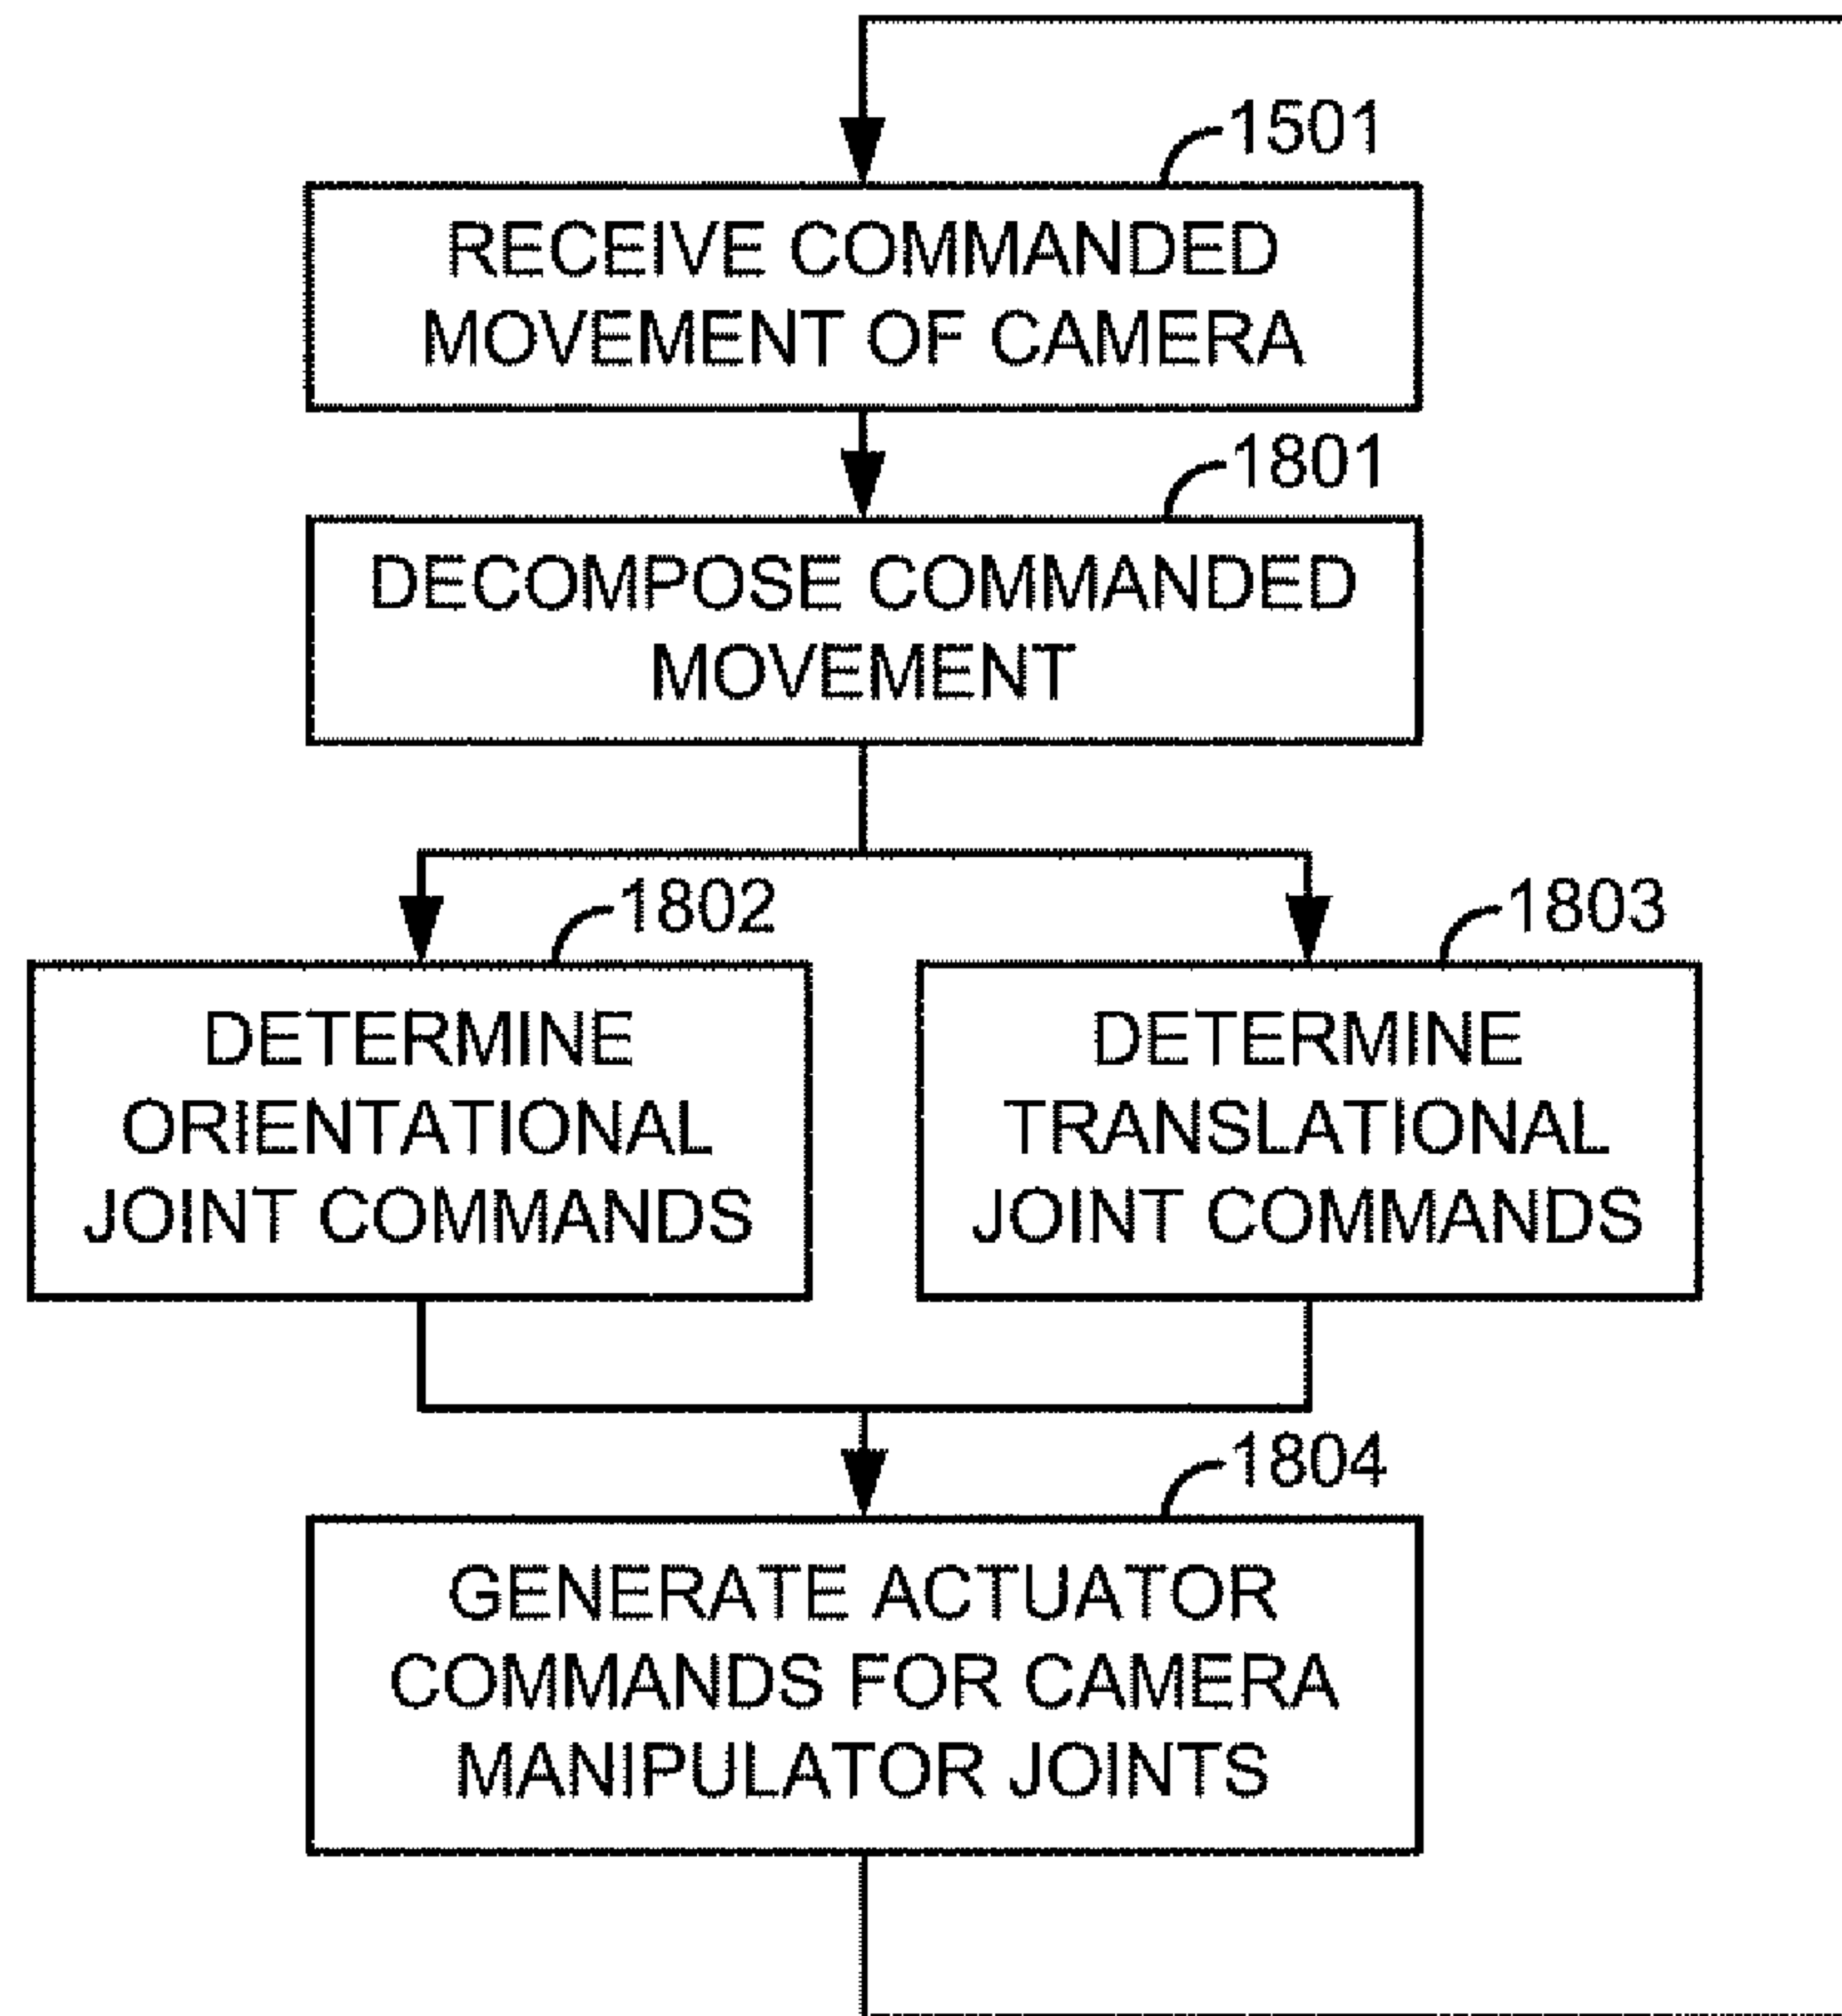 1501
RECEIVE COMMANDED
MOVEMENT OF CAMERA
1801
DECOMPOSE COMMANDED
MOVEMENT
1802
DETERMINE
ORIENTATIONAL
JOINT COMMANDS
1803
DETERMINE
TRANSLATIONAL
JOINT COMMANDS
1804
GENERATE ACTUATOR
COMMANDS FOR CAMERA
MANIPULATOR JOINTS